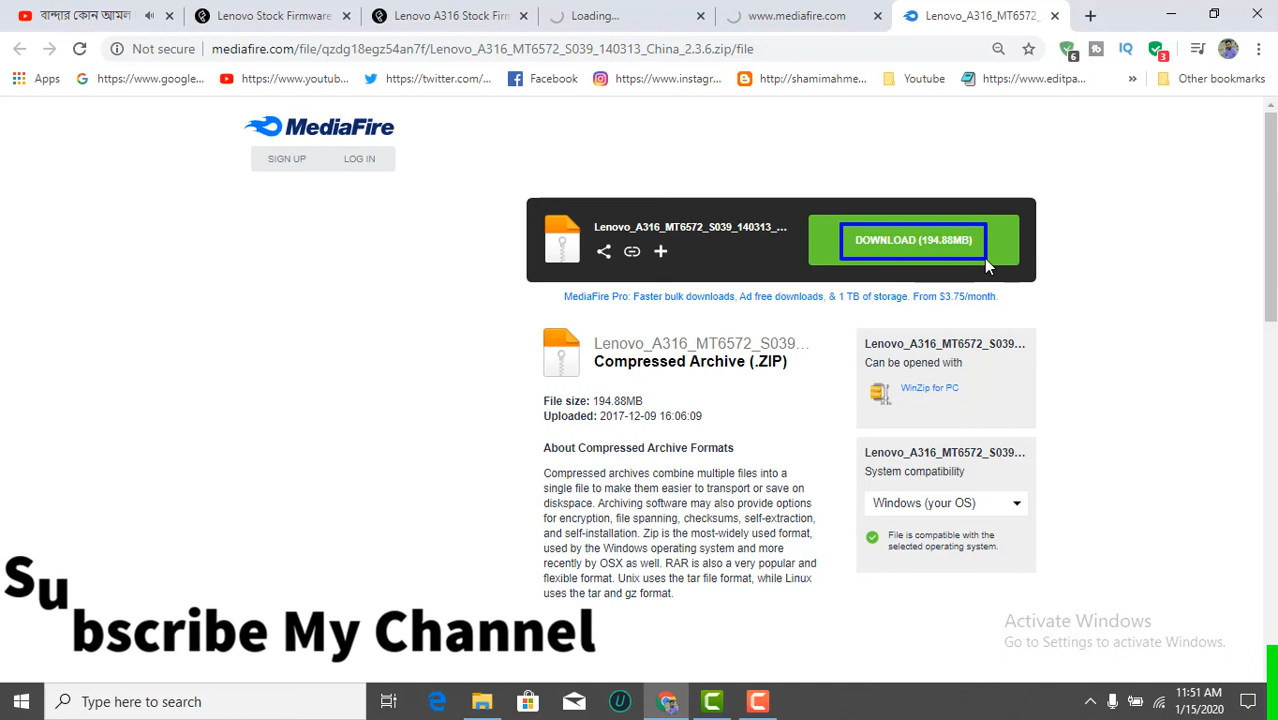 বান্দার কোন আমল
Lenovo Stock Firmware
Lenovo A316 Stock Firm
Loading...
www.mediafire.com
Lenovo_A316_MT6572_
Not secure
mediafire.com/file/qzdg18egz54an7f/Lenovo_A316_MT6572_S039_140313_China_2.3.6.zip/file
6
IQ
3
Apps
https://www.google...
https://www.youtub...
https://twitter.com/...
Facebook
https://www.instagr...
http://shamimahme...
Youtube
https://www.editpa...
»
Other bookmarks
MediaFire
SIGN UP
LOG IN
Lenovo_A316_MT6572_S039_140313_...
DOWNLOAD (194.88MB)
MediaFire Pro: Faster bulk downloads, Ad free downloads, & 1 TB of storage. From $3.75/month.
Lenovo_A316_MT6572_S039...
Compressed Archive (.ZIP)
File size: 194.88MB
Uploaded: 2017-12-09 16:06:09
About Compressed Archive Formats
Compressed archives combine multiple files into a
single file to make them easier to transport or save on
diskspace. Archiving software may also provide options
for encryption, file spanning, checksums, self-extraction,
and self-installation. Zip is the most-widely used format,
used by the Windows operating system and more
recently by OSX as well. RAR is also a very popular and
flexible format. Unix uses the tar file format, while Linux
uses the tar and gz format.
Lenovo_A316_MT6572_S039...
Can be opened with
WinZip for PC
Lenovo_A316_MT6572_S039...
System compatibility
Windows (your OS)
File is compatible with the
selected operating system.
Subscribe My Channel
Activate Windows
Go to Settings to activate Windows.
Type here to search
11:51 AM
1/15/2020